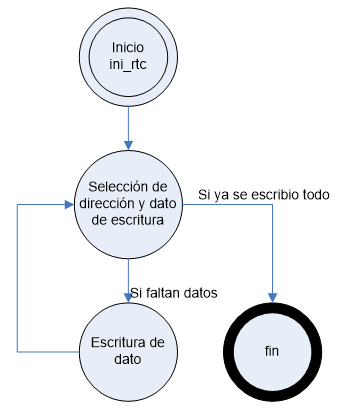 Inicio
ini_rtc
Selección de
dirección y dato
de escritura
Si ya se escribio todo
Si faltan datos
Escritura de
dato
fin